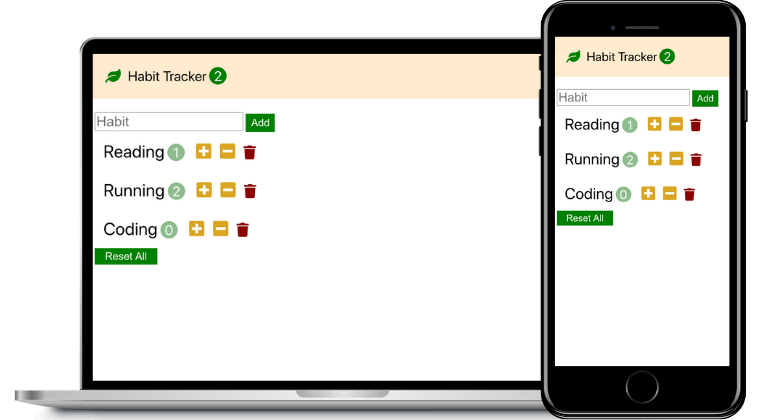 Habit Tracker 2
Habit Add
Reading 1
Running 2
Coding 0
Reset All
Habit Tracker 2
Habit Add
Reading 1
Running 2
Coding 0
Reset All